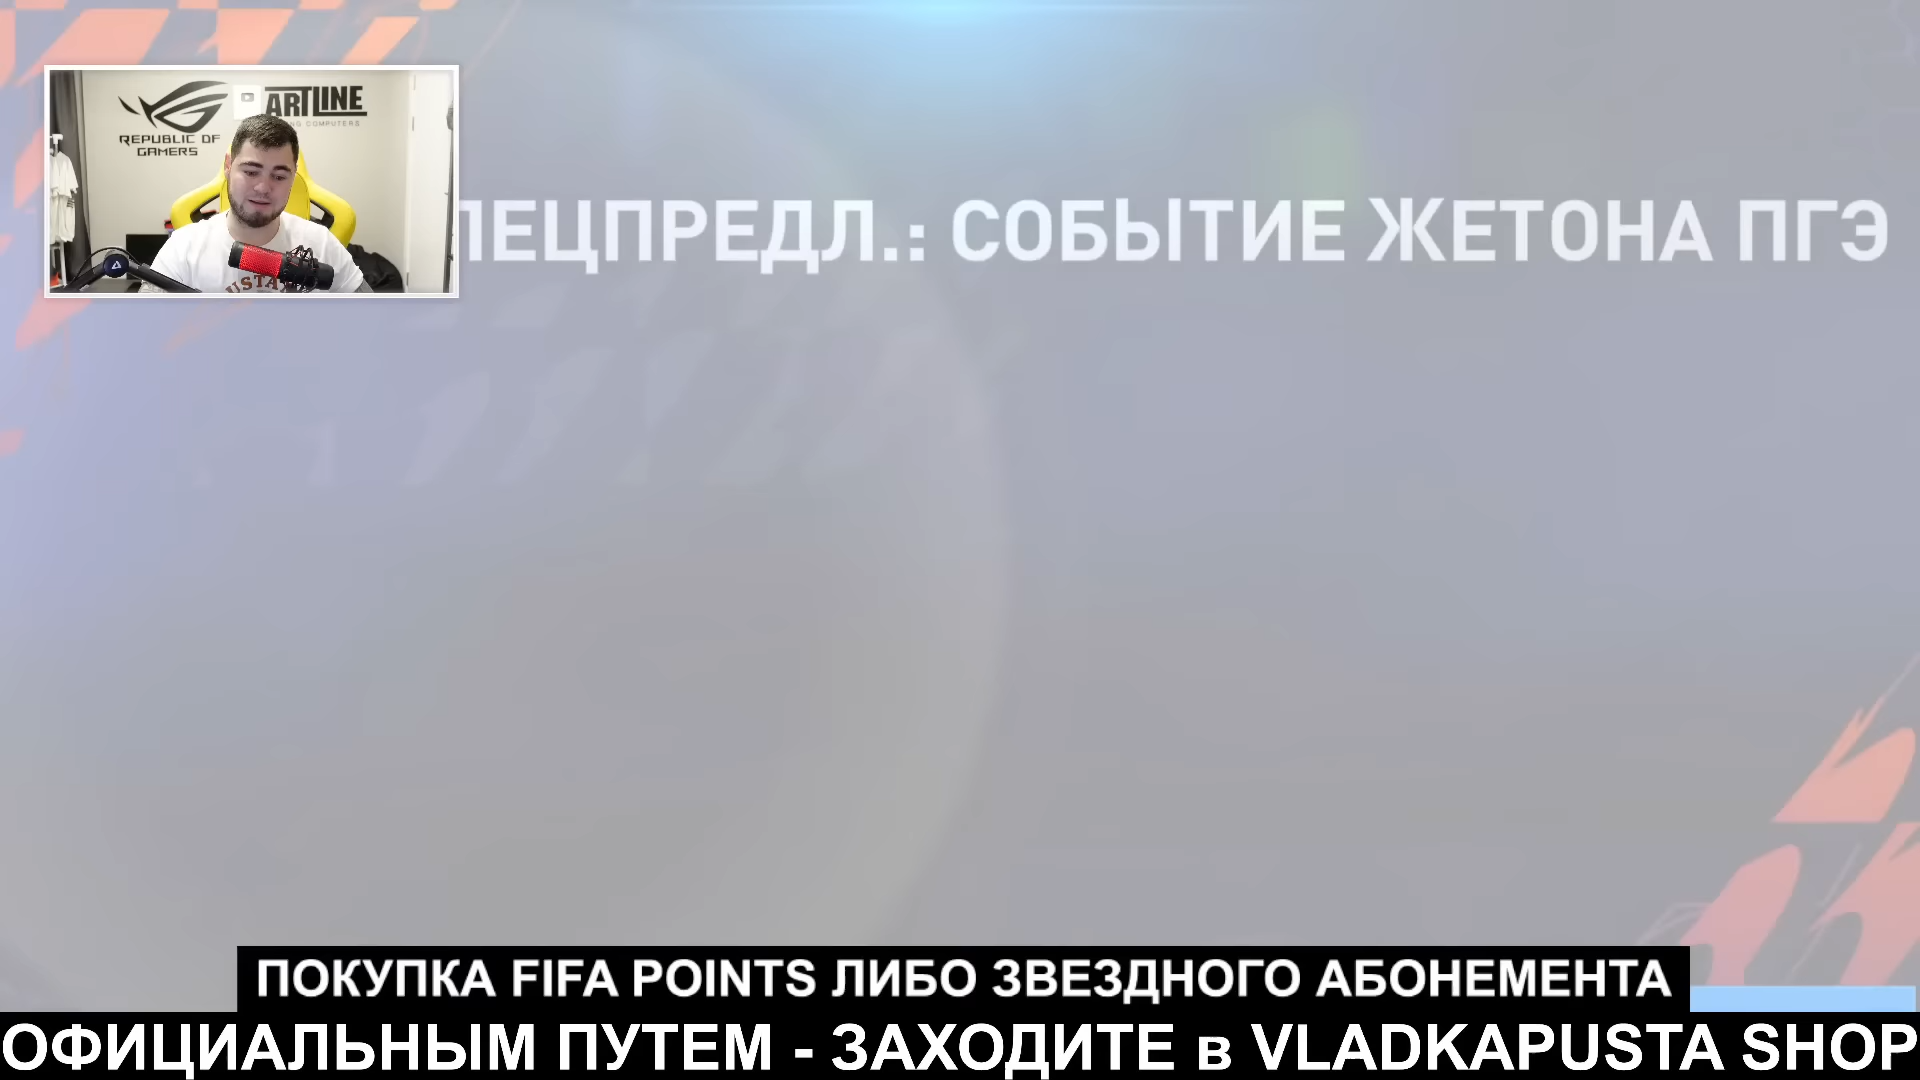 REPUBLIC OF
GAMERS
ARTLINE
COMPUTERS
ПЕЦПРЕДЛ.: СОБЫТИЕ ЖЕТОНА ПГЭ
ПОКУПКА FIFA POINTS ЛИБО ЗВЕЗДНОГО АБОНЕМЕНТА
ОФИЦИАЛЬНЫМ ПУТЕМ - ЗАХОДИТЕ в VLADKAPUSTA SHOP